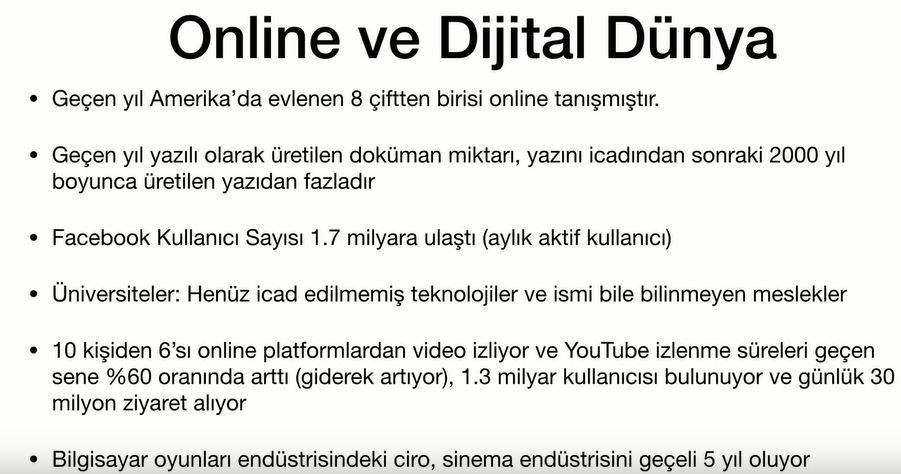 Online ve Dijital Dünya
• Geçen yıl Amerika’da evlenen 8 çiftten birisi online tanışmıştır.
• Geçen yıl yazılı olarak üretilen doküman miktarı, yazını icadından sonraki 2000 yıl
boyunca üretilen yazıdan fazladır
• Facebook Kullanıcı Sayısı 1.7 milyara ulaştı (aylık aktif kullanıcı)
• Üniversiteler: Henüz icad edilmemiş teknolojiler ve ismi bile bilinmeyen meslekler
• 10 kişiden 6’sı online platformlardan video izliyor ve YouTube izlenme süreleri geçen
sene %60 oranında arttı (giderek artıyor), 1.3 milyar kullanıcısı bulunuyor ve günlük 30
milyon ziyaret alıyor
• Bilgisayar oyunları endüstrisindeki ciro, sinema endüstrisini geçeli 5 yıl oluyor